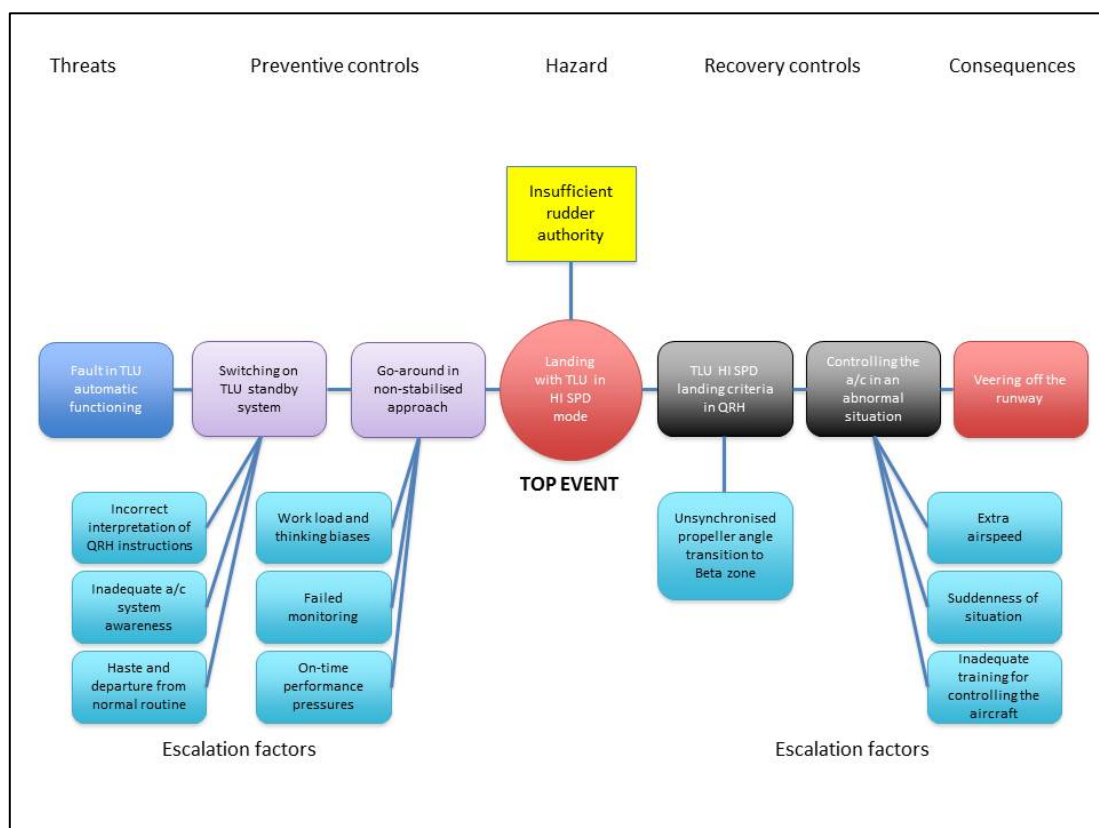 Threats
Preventive controls
Hazard
Recovery controls
Consequences
Insufficient
rudder
authority
Fault in TLU
automatic
functioning
Switching on
TLU standby
system
Go-around in
non-stabilised
approach
Landing
with TLU in
HI SPD
mode
TLU HI SPD
landing criteria
in QRH
Controlling the
a/c in an
abnormal
situation
Veering off the
runway
TOP EVENT
Incorrect
interpretation of
QRH instructions
Work load and
thinking biases
Unsynchronised
propeller angle
transition to
Beta zone
Extra
airspeed
Inadequate a/c
system
awareness
Failed
monitoring
Suddenness of
situation
Haste and
departure from
normal routine
On-time
performance
pressures
Inadequate
training for
controlling the
aircraft
Escalation factors
Escalation factors